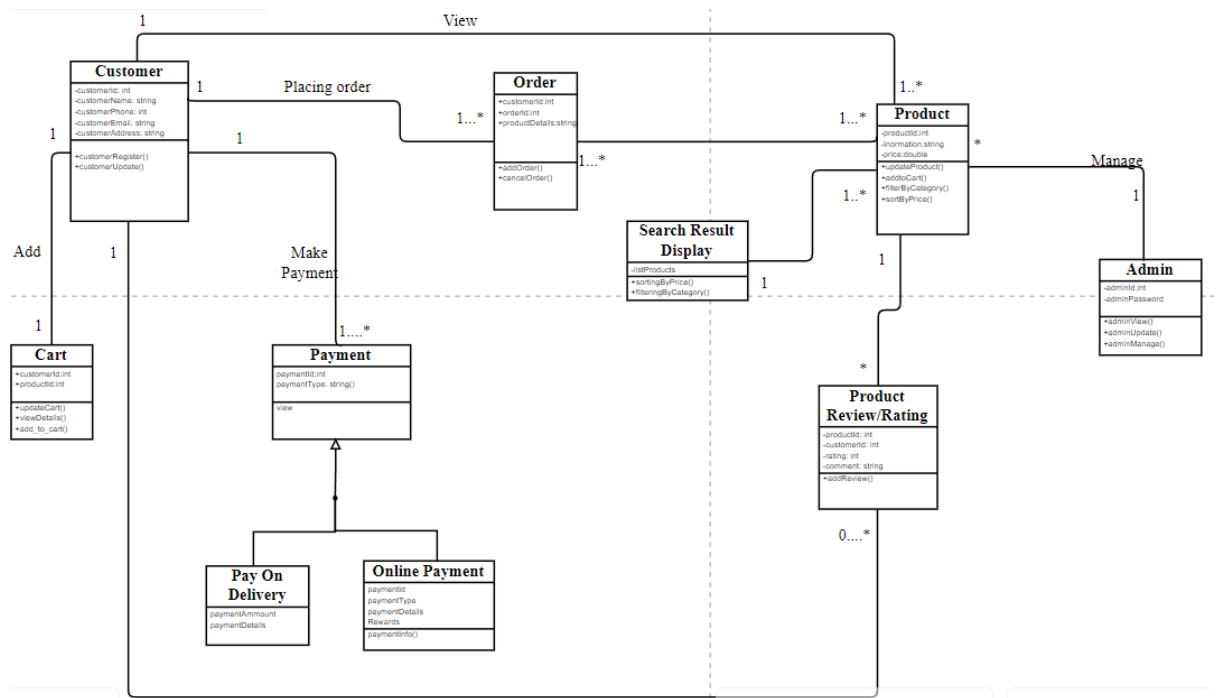 1
View
Customer
-customerId: int
-customerName: string
-customerPhone: int
-customerEmail: string
-customerAddress: string
+customerRegister()
+customerUpdate()
1
Placing order
1...*
Order
+customerId:int
+orderId:int
+productDetails:string
+addOrder()
+cancelOrder()
1..*
1...*
1...*
Product
-productId:int
-inormation:string
-price:double
+updateProduct()
+addtoCart()
+filterByCategory()
+sortByPrice()
*
Manage
1
1
1
1..*
Search Result
Display
-listProducts
+sortingByPrice()
+filteringByCategory()
1
Admin
-adminId:int
-adminPassword
+adminView()
+adminUpdate()
+adminManage()
Add
1
Make
Payment
1
1
1....*
Cart
+customerId:int
+productId:int
+updateCart()
+viewDetails()
+add_to_cart()
Payment
paymentId:int
paymentType: string()
view
*
Product
Review/Rating
-productId: int
-customerId: int
-rating: int
-comment: string
+addReview()
0....*
Pay On
Delivery
paymentAmmount
paymentDetails
Online Payment
paymentId
paymentType
paymentDetails
Rewards
paymentInfo()